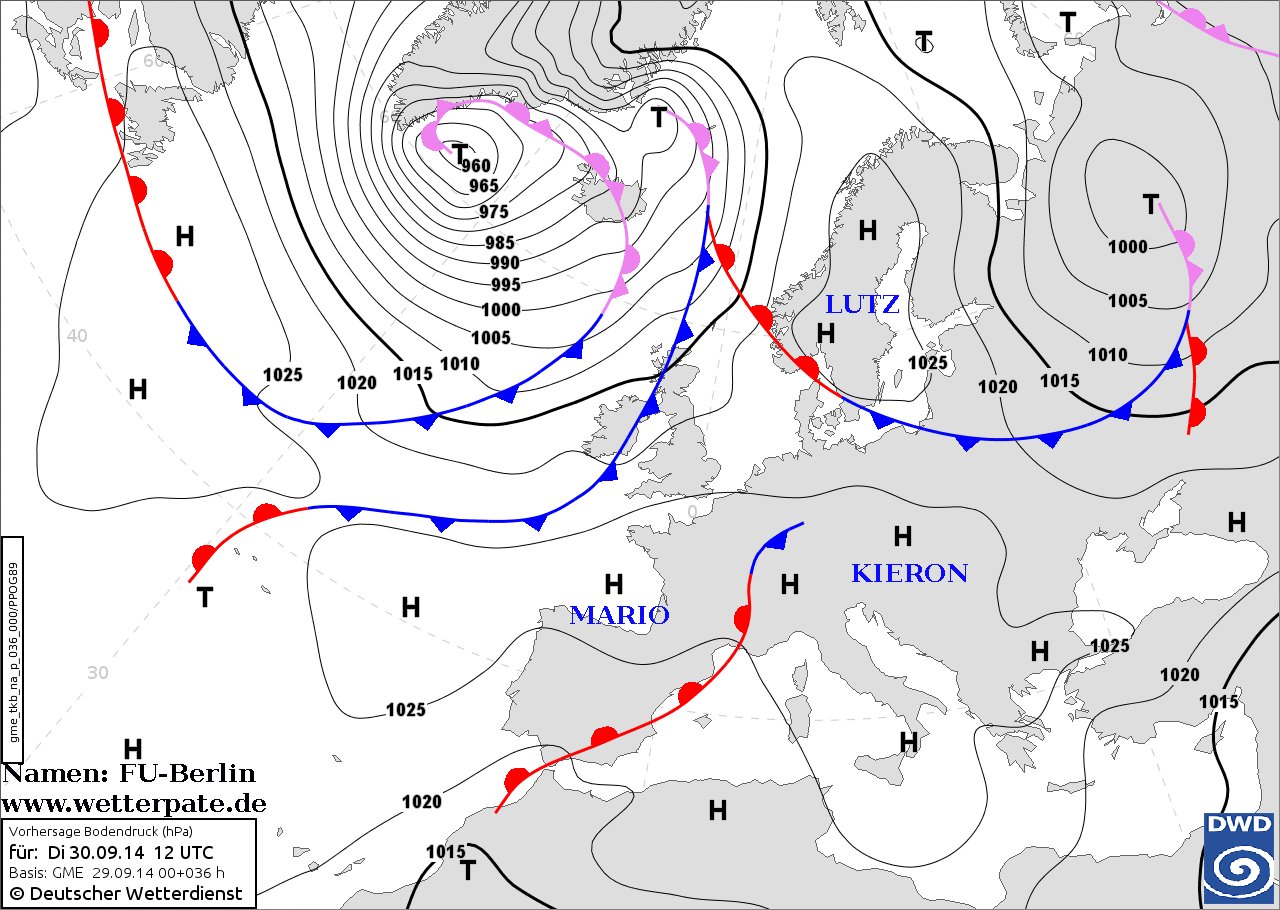 T
T
60
T
60
T
960
965
T
975
H
H
985
1000
990
995
1005
LUTZ
1000
H
40
1005
1010
1010
1015
1025
1025
1020
1015
1020
H
0
H
H
KIERON
H
H
T
H
MARIO
1025
H
30
1020
1015
1025
H
H
Namen: FU-Berlin
www.wetterpate.de
1020
H
Vorhersage Bodendruck (hPa)
für: Di 30.09.14 12 UTC
Basis: GME 29.09.14 00+036 h
© Deutscher Wetterdienst
1015
T
DWD
gme_tkb_na_p_036_000/PPOG89